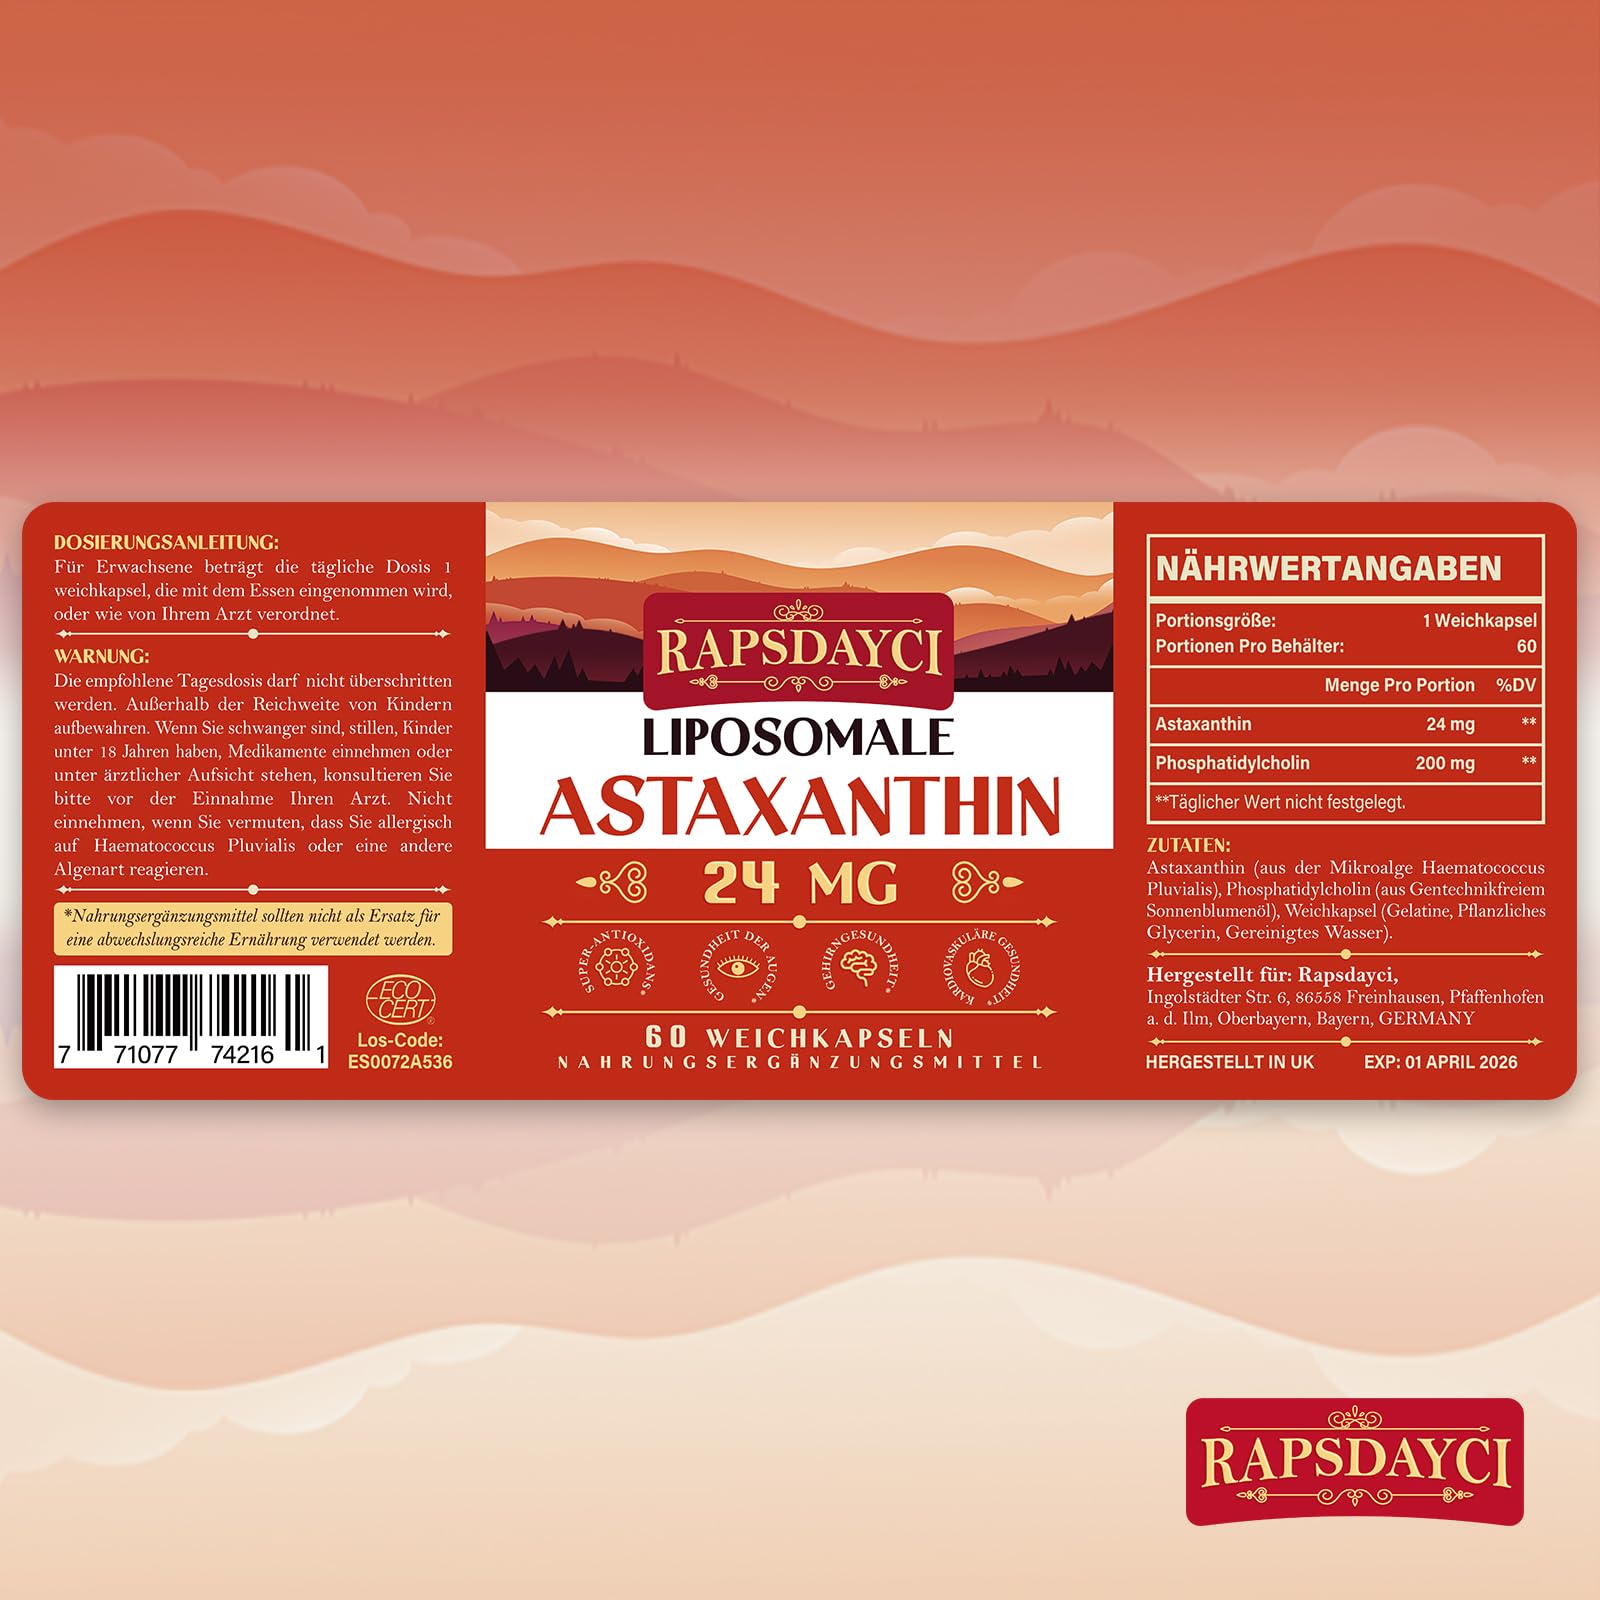 DOSIERUNGSANLEITUNG:
Für Erwachsene beträgt die tägliche Dosis 1
weichkapsel, die mit dem Essen eingenommen wird,
oder wie von Ihrem Arzt verordnet.
WARNUNG:
Die empfohlene Tagesdosis darf nicht überschritten
werden. Außerhalb der Reichweite von Kindern
aufbewahren. Wenn Sie schwanger sind, stillen, Kinder
unter 18 Jahren haben, Medikamente einnehmen oder
unter ärztlicher Aufsicht stehen, konsultieren Sie
bitte vor der Einnahme Ihren Arzt. Nicht
einnehmen, wenn Sie vermuten, dass Sie allergisch
auf Haematococcus Pluvialis oder eine andere
Algenart reagieren.
*Nahrungsergänzungsmittel sollten nicht als Ersatz für
eine abwechslungsreiche Ernährung verwendet werden.
7 71077 74216 1
ECO
CERT®
Los-Code:
ES0072A536
RAPSDAYCI
LIPOSOMALE
ASTAXANTHIN
24 MG
SUPER-ANTIOXIDANS*
GESUNDHEIT DER AUGEN*
GEHIRNGESUNDHEIT*
KARDIOVASKULÄRE GESUNDHEIT*
60 WEICHKAPSELN
NAHRUNGSERGÄNZUNGSMITTEL
NÄHRWERTANGABEN
Portionsgröße: 1 Weichkapsel
Portionen Pro Behälter: 60
Menge Pro Portion %DV
Astaxanthin 24 mg **
Phosphatidylcholin 200 mg **
**Täglicher Wert nicht festgelegt.
ZUTATEN:
Astaxanthin (aus der Mikroalge Haematococcus
Pluvialis), Phosphatidylcholin (aus Gentechnikfreiem
Sonnenblumenöl), Weichkapsel (Gelatine, Pflanzliches
Glycerin, Gereinigtes Wasser).
Hergestellt für: Rapsdayci,
Ingolstädter Str. 6, 86558 Freinhausen, Pfaffenhofen
a. d. Ilm, Oberbayern, Bayern, GERMANY
HERGESTELLT IN UK EXP: 01 APRIL 2026
RAPSDAYCI